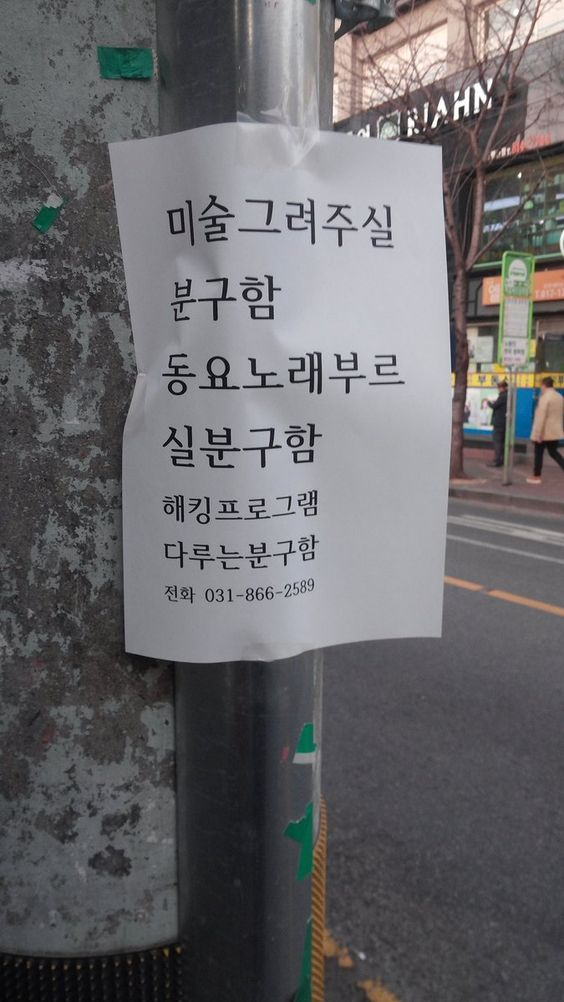 미술그려주실
분구함
동요노래부르
실분구함
해킹프로그램
다루는분구함
전화 031-866-2589